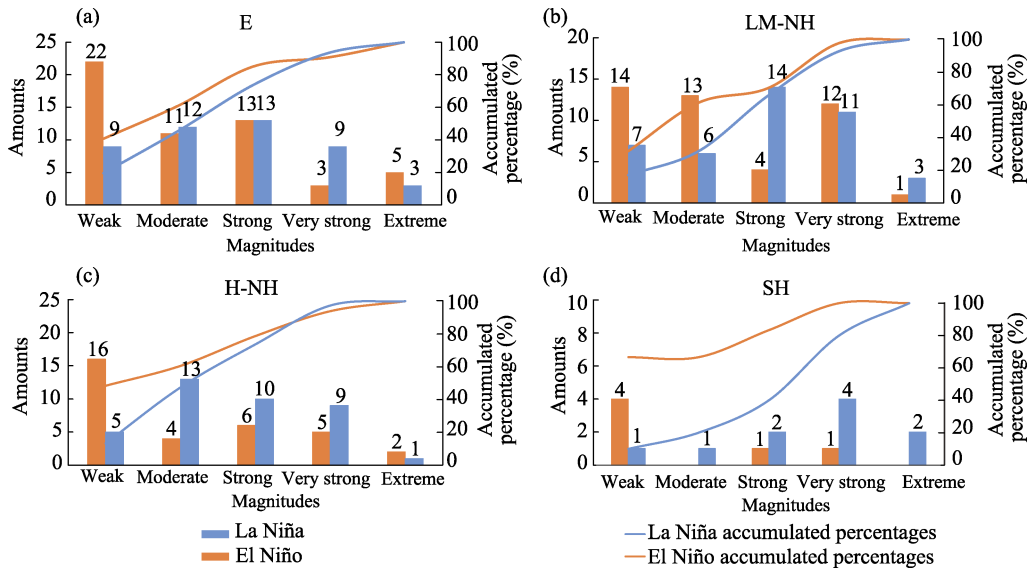 (a) E
25
20
15
10
5
0
Amounts
22 9 11 12 13 13 3 9 5 3
100
80
60
40
20
0
Accumulated percentage (%)
Weak Moderate Strong Very strong Extreme
Magnitudes
(b) LM-NH
20
15
10
5
0
Amounts
14 7 13 6 4 14 12 11 1 3
100
80
60
40
20
0
Accumulated percentage (%)
Weak Moderate Strong Very strong Extreme
Magnitudes
(c) H-NH
25
20
15
10
5
0
Amounts
16 5 4 13 6 10 5 9 2 1
100
80
60
40
20
0
Accumulated percentage (%)
Weak Moderate Strong Very strong Extreme
Magnitudes
(d) SH
10
8
6
4
2
0
Amounts
4 1 1 1 2 1 4 2
100
80
60
40
20
0
Accumulated percentage (%)
Weak Moderate Strong Very strong Extreme
Magnitudes
La Niña
El Niño
La Niña accumulated percentages
El Niño accumulated percentages